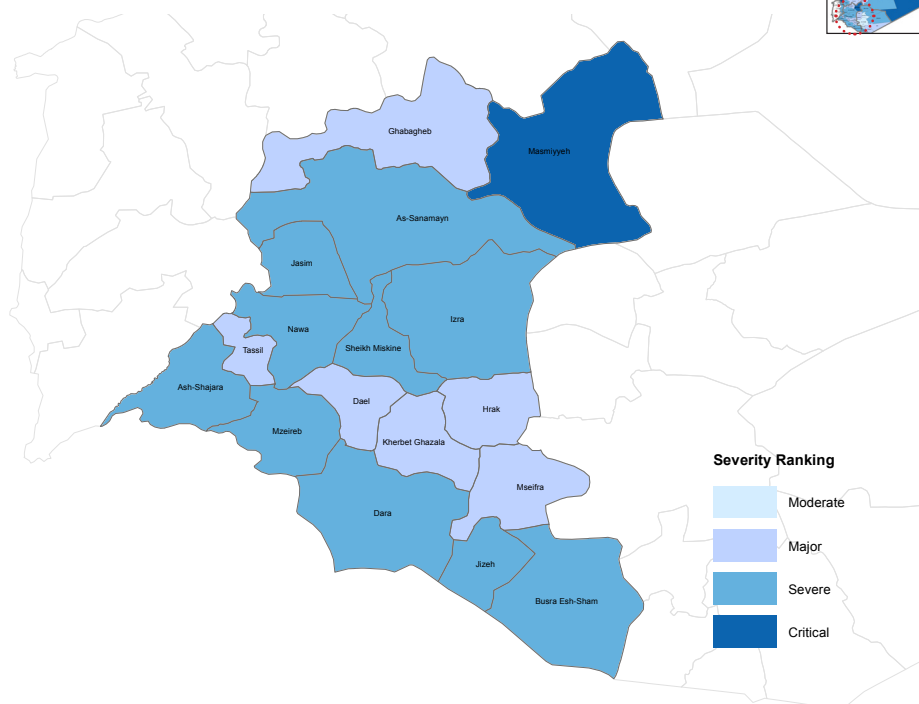 Ghabagheb
Masmiyyeh
As-Sanamayn
Jasim
Izra
Nawa
Sheikh Miskine
Tassil
Ash-Shajara
Dael
Hrak
Mzeireb
Kherbet Ghazala
Mseifra
Dara
Jizeh
Busra Esh-Sham
Severity Ranking
Moderate
Major
Severe
Critical